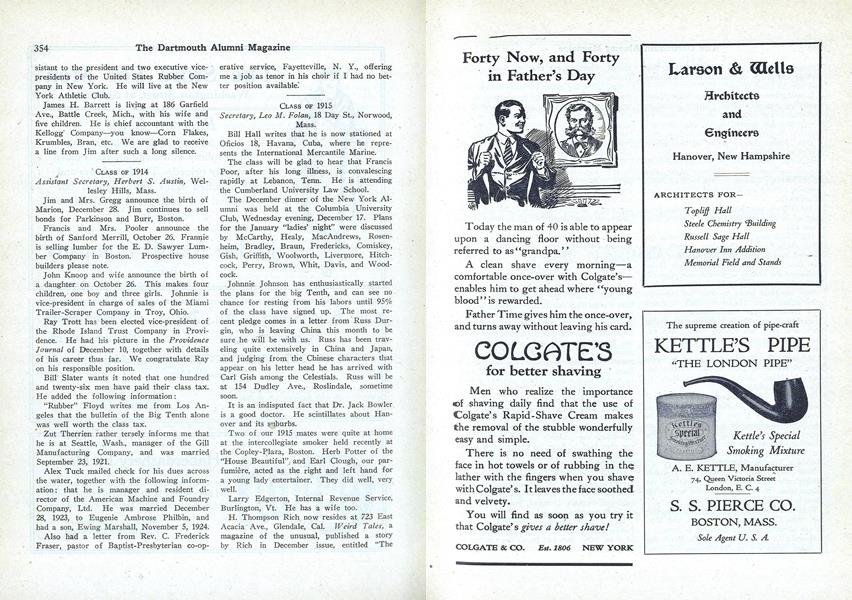 354
The Dartmouth Alumni Magazine
sistant to the president and two executive vice-
presidents of the United States Rubber Com-
pany in New York. He will live at the New
York Athletic Club.
James H. Barrett is living at 186 Garfield
Ave., Battle Creek, Mich., with his wife and
five children. He is chief accountant with the
Kellogg Company—you know—Corn Flakes,
Krumbles, Bran, etc. We are glad to receive
a line from Jim after such a long silence.
CLASS OF 1914
Assistant Secretary, Herbert S. Austin, Wel-
lesley Hills, Mass.
Jim and Mrs. Gregg announce the birth of
Marion, December 28. Jim continues to sell
bonds for Parkinson and Burr, Boston.
Francis and Mrs. Pooler announce the
birth of Sanford Merrill, October 26. Frannie
is selling lumber for the E. D. Sawyer Lum-
ber Company in Boston. Prospective house
builders please note.
John Knoop and wife announce the birth of
a daughter on October 26. This makes four
children, one boy and three girls. Johnnie is
vice-president in charge of sales of the Miami
Trailer-Scraper Company in Troy, Ohio.
Ray Trott has been elected vice-president of
the Rhode Island Trust Company in Provi-
dence. He had his picture in the Providence
Journal of December 10, together with details
of his career thus far. We congratulate Ray
on his responsible position.
Bill Slater wants it noted that one hundred
and twenty-six men have paid their class tax.
He added the following information:
"Rubber" Floyd writes me from Los An-
geles that the bulletin of the Big Tenth alone
was well worth the class tax.
Zut Therrien rather tersely informs me that
he is at Seattle, Wash., manager of the Gill
Manufacturing Company, and was married
September 23, 1921.
Alex Tuck mailed check for his dues across
the water, together with the following inform-
ation: that he is manager and resident di-
rector of the American Machine and Foundry
Company, Ltd. He was married December
28, 1923, to Eugenie Ambrose Philbin, and
had a son, Ewing Marshall, November 5, 1924.
Also had a letter from Rev. C. Frederick
Fraser, pastor of Baptist-Presbyterian co-op-
erative service, Fayetteville, N. Y., offering
me a job as tenor in his choir if I had no bet-
ter position available.
CLASS OF 1915
Secretary, Leo M. Folan, 18 Day St., Norwood,
Mass.
Bill Hall writes that he is now stationed at
Oficios 18, Havana, Cuba, where he repre-
sents the International Mercantile Marine.
The class will be glad to hear that Francis
Poor, after his long illness, is convalescing
rapidly at Lebanon, Tenn. He is attending
the Cumberland University Law School.
The December dinner of the New York Al-
umni was held at the Columbia University
Club, Wednesday evening, December 17. Plans
for the January "ladies' night" were discussed
by McCarthy, Healy, MacAndrews, Rosen-
heim, Bradley, Braun, Fredericks, Comiskey,
Gish, Griffith, Woolworth, Livermore, Hitch-
cock, Perry, Brown, Whit, Davis, and Wood-
cock.
Johnnie Johnson has enthusiastically started
the plans for the big Tenth, and can see no
chance for resting from his labors until 95%
of the class have signed up. The most re-
cent pledge comes in a letter from Russ Dur-
gin, who is leaving China this month to be
sure he will be with us. Russ has been trav-
eling quite extensively in China and Japan,
and judging from the Chinese characters that
appear on his letter head he has arrived with
Carl Gish among the Celestials. Russ will be
at 154 Dudley Ave., Roslindale, sometime
soon.
It is an indisputed fact that Dr. Jack Bowler
is a good doctor. He scintillates about Han-
over and its suburbs.
Two of our 1915 mates were quite at home
at the intercollegiate smoker held recently at
the Copley-Plaza, Boston. Herb Potter of the
"House Beautiful" and Earl Clough, our par-
fumière, acted as the right and left hand for
a young lady entertainer. They did well, very
well.
Larry Edgerton, Internal Revenue Service,
Burlington, Vt. He has a wife too.
H. Thompson Rich now resides at 723 East
Acacia Ave., Glendale, Cal. Weird Tales, a
magazine of the unusual, published a story
by Rich in December issue, entitled "The
Forty Now, and Forty
in Father's Day
Today the man of 40 is able to appear
upon a dancing floor without being
referred to as "grandpa."
A clean shave every morning—a
comfortable once-over with Colgate's—
enables him to get ahead where "young
blood" is rewarded.
Father Time gives him the once-over,
and turns away without leaving his card.
COLGATE'S
for better shaving
Men who realize the importance
of shaving daily find that the use of
Colgate's Rapid-Shave Cream makes
the removal of the stubble wonderfully
easy and simple.
There is no need of swathing the
face in hot towels or of rubbing in the
lather with the fingers when you shave
with Colgate's. It leaves the face soothed
and velvety.
You will find as soon as you try it
that Colgate's gives a better shave!
COLGATE & CO. Est. 1806 NEW YORK
Larson & Wells
Architects
and
Engineers
Hanover, New Hampshire
ARCHITECTS FOR—
Topliff Hall
Steele Chemistry Building
Russell Sage Hall
Hanover Inn Addition
Memorial Field and Stands
The supreme creation of pipe-craft
KETTLE'S PIPE
"THE LONDON PIPE"
Kettle's
Special
Smoking Mixture
Kettle's Special
Smoking Mixture
A. E. KETTLE, Manufacturer
74, Queen Victoria Street
London, E. C. 4
S. S. PIERCE CO.
BOSTON, MASS.
Sole Agent U. S. A.